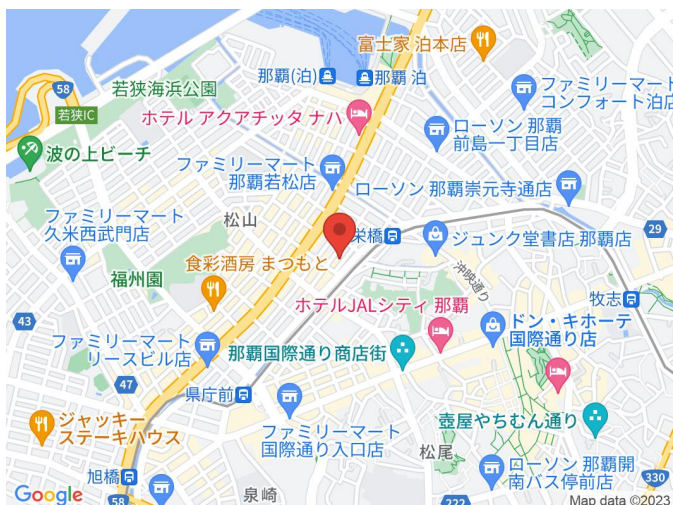 富士家 泊本店
58
那覇(泊)
那覇 泊
若狭海浜公園
ファミリーマート
コンフォート泊店
若狭IC
ホテル アクアチッタ ナハ
ローソン 那覇
前島一丁目店
波の上ビーチ
ファミリーマート
那覇若松店
ローソン 那覇崇元寺通店
松山
ファミリーマート
久米西武門店
栄橋
ジュンク堂書店 那覇店
29
食彩酒房 まつもと
福州園
沖映通り
牧志
ホテルJALシティ 那覇
ドン・キホーテ
国際通り店
43
ファミリーマート
リースビル店
那覇国際通り商店街
47
県庁前
壺屋やちむん通り
ジャッキー
ステーキハウス
ファミリーマート
国際通り入口店
松尾
旭橋
ローソン 那覇開
南バス停前店
330
Google
58
泉崎
222
Map data ©2023